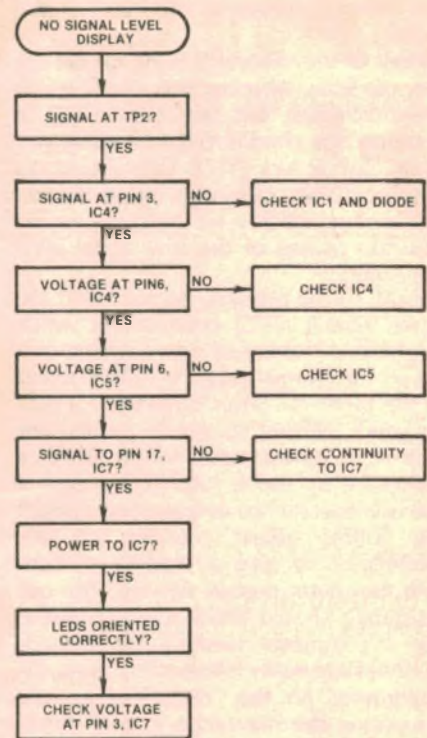 NO SIGNAL LEVEL
DISPLAY
SIGNAL AT TP2?
YES
SIGNAL AT PIN 3,
IC4?
NO
CHECK IC1 AND DIODE
YES
VOLTAGE AT PIN6,
IC4?
NO
CHECK IC4
YES
VOLTAGE AT PIN 6,
IC5?
NO
CHECK IC5
YES
SIGNAL TO PIN 17,
IC7?
NO
CHECK CONTINUITY
TO IC7
YES
POWER TO IC7?
YES
LEDS ORIENTED
CORRECTLY?
YES
CHECK VOLTAGE
AT PIN 3, IC7